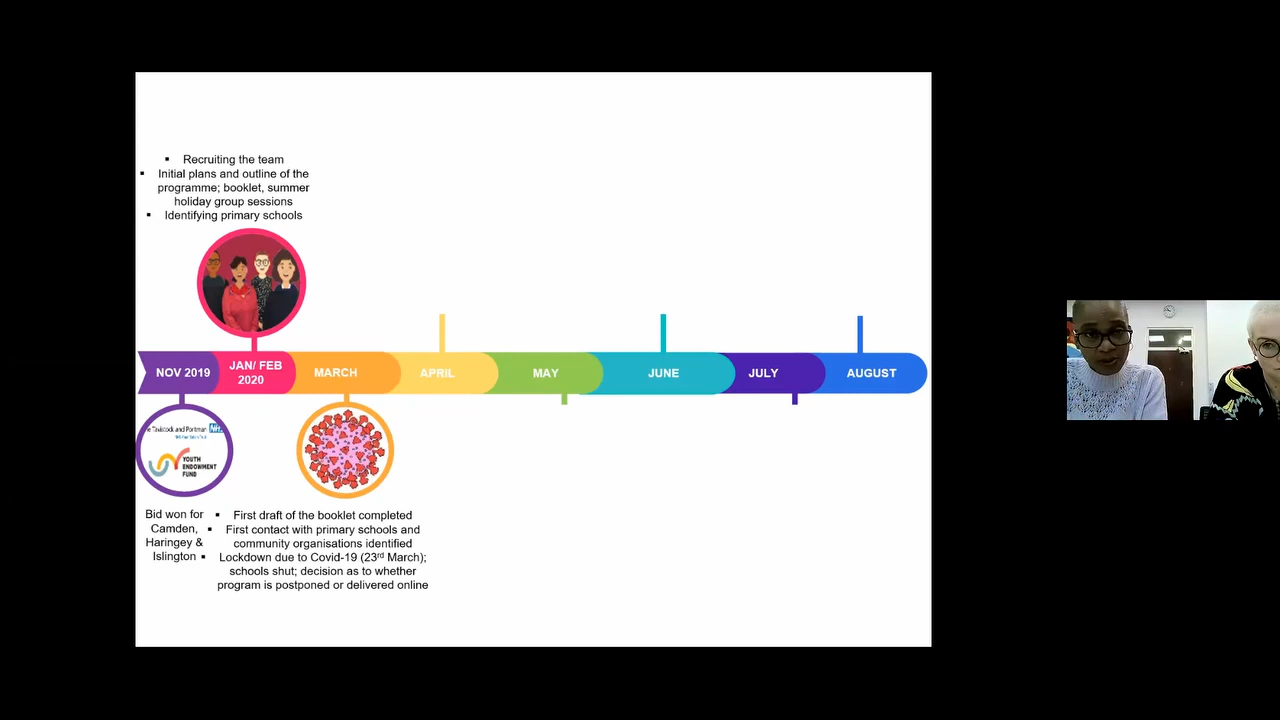 ▪ Recruiting the team
▪ Initial plans and outline of the
programme; booklet, summer
holiday group sessions
▪ Identifying primary schools
NOV 2019
JAN/ FEB
2020
MARCH
APRIL
MAY
JUNE
JULY
AUGUST
e Tavistock and Portman NHS
YOUTH
ENDOWMENT
FUND
Bid won for
Camden,
Haringey &
Islington
▪ First draft of the booklet completed
▪ First contact with primary schools and
community organisations identified
▪ Lockdown due to Covid-19 (23rd March);
schools shut; decision as to whether
program is postponed or delivered online